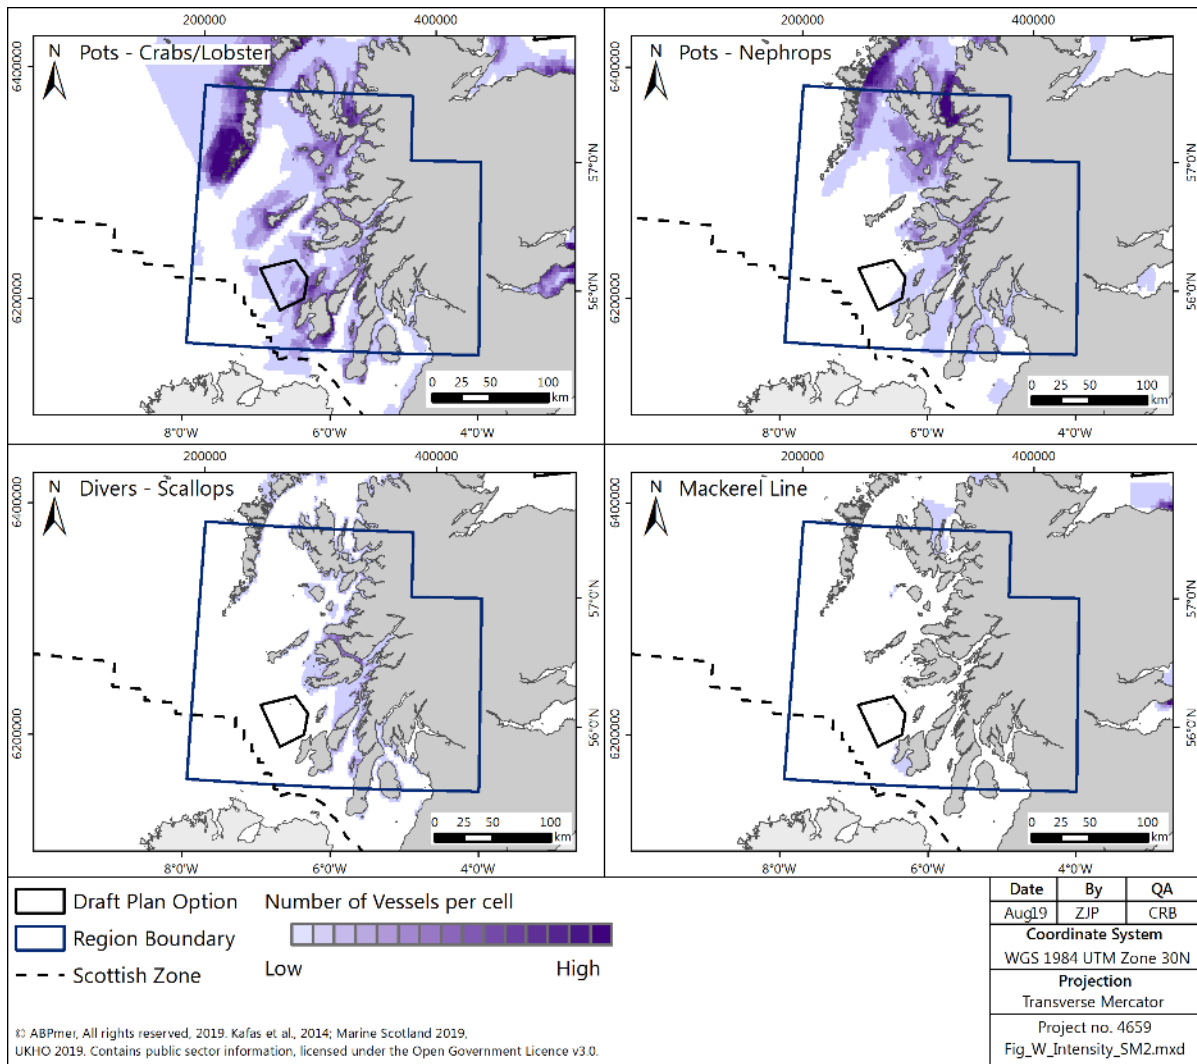 200000
400000
200000
400000
N
Pots - Crabs/Lobster
N
Pots - Nephrops
6400000
6400000
57°0'N
57°0'N
6200000
56°0'N
6200000
56°0'N
0 25 50 100
km
0 25 50 100
km
8°0'W
6°0'W
4°0'W
8°0'W
6°0'W
4°0'W
200000
400000
200000
400000
N
Divers - Scallops
N
Mackerel Line
6400000
6400000
57°0'N
57°0'N
6200000
56°0'N
6200000
56°0'N
0 25 50 100
km
0 25 50 100
km
8°0'W
6°0'W
4°0'W
8°0'W
6°0'W
4°0'W
Draft Plan Option
Region Boundary
Scottish Zone
Number of Vessels per cell
Low High
© ABPmer, All rights reserved, 2019. Kafas et al., 2014; Marine Scotland 2019,
UKHO 2019. Contains public sector information, licensed under the Open Government Licence v3.0.
Date By QA
Aug19 ZJP CRB
Coordinate System
WGS 1984 UTM Zone 30N
Projection
Transverse Mercator
Project no. 4659
Fig_W_Intensity_SM2.mxd